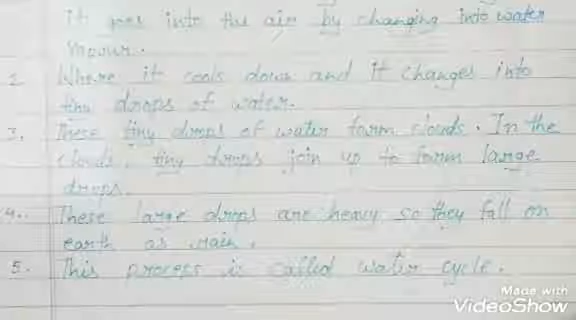 it rises into the air by changing into water
vapour.
2. Where it cools down and it changes into
tiny drops of water.
3. These tiny drops of water form clouds. In the
clouds, tiny drops join up to form large
drops.
4. These large drops are heavy so they fall on
earth as rain.
5. This process is called water cycle.
Made with
VideoShow